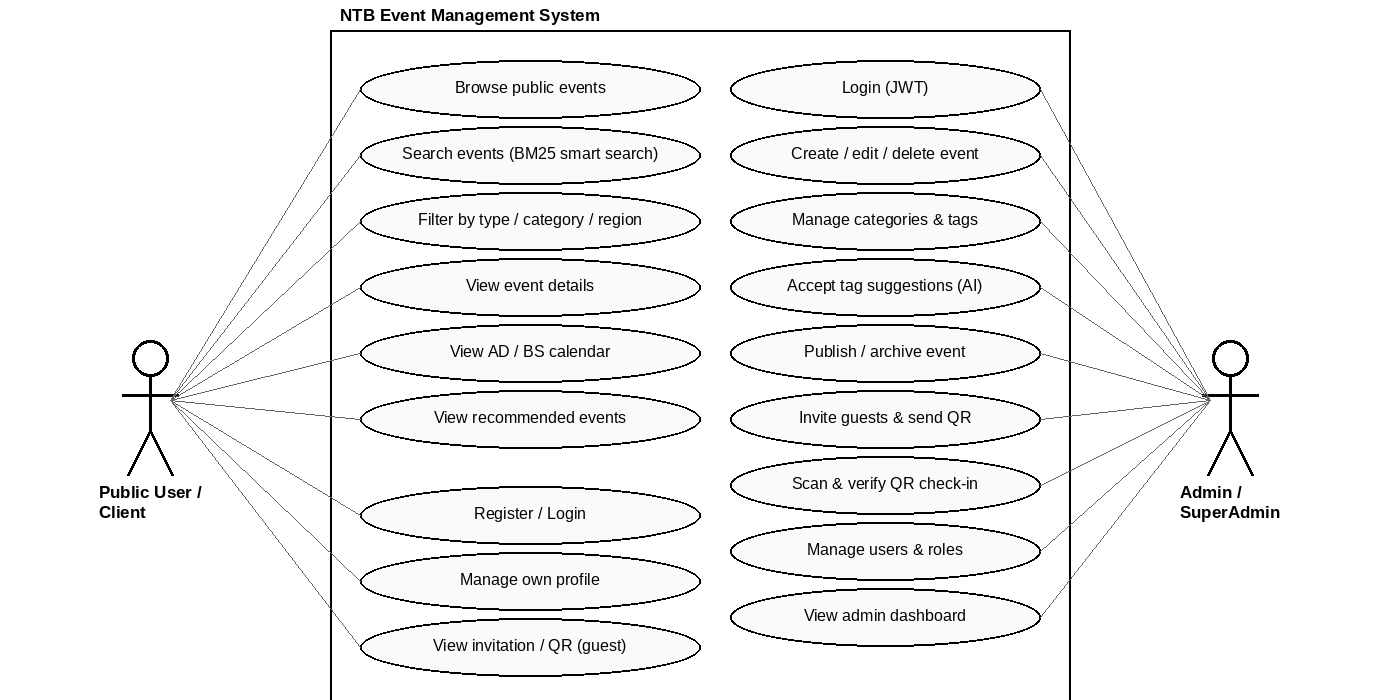 NTB Event Management System
Browse public events
Search events (BM25 smart search)
Filter by type / category / region
View event details
View AD / BS calendar
View recommended events
Register / Login
Manage own profile
View invitation / QR (guest)
Login (JWT)
Create / edit / delete event
Manage categories & tags
Accept tag suggestions (AI)
Publish / archive event
Invite guests & send QR
Scan & verify QR check-in
Manage users & roles
View admin dashboard
Public User /
Client
Admin /
SuperAdmin